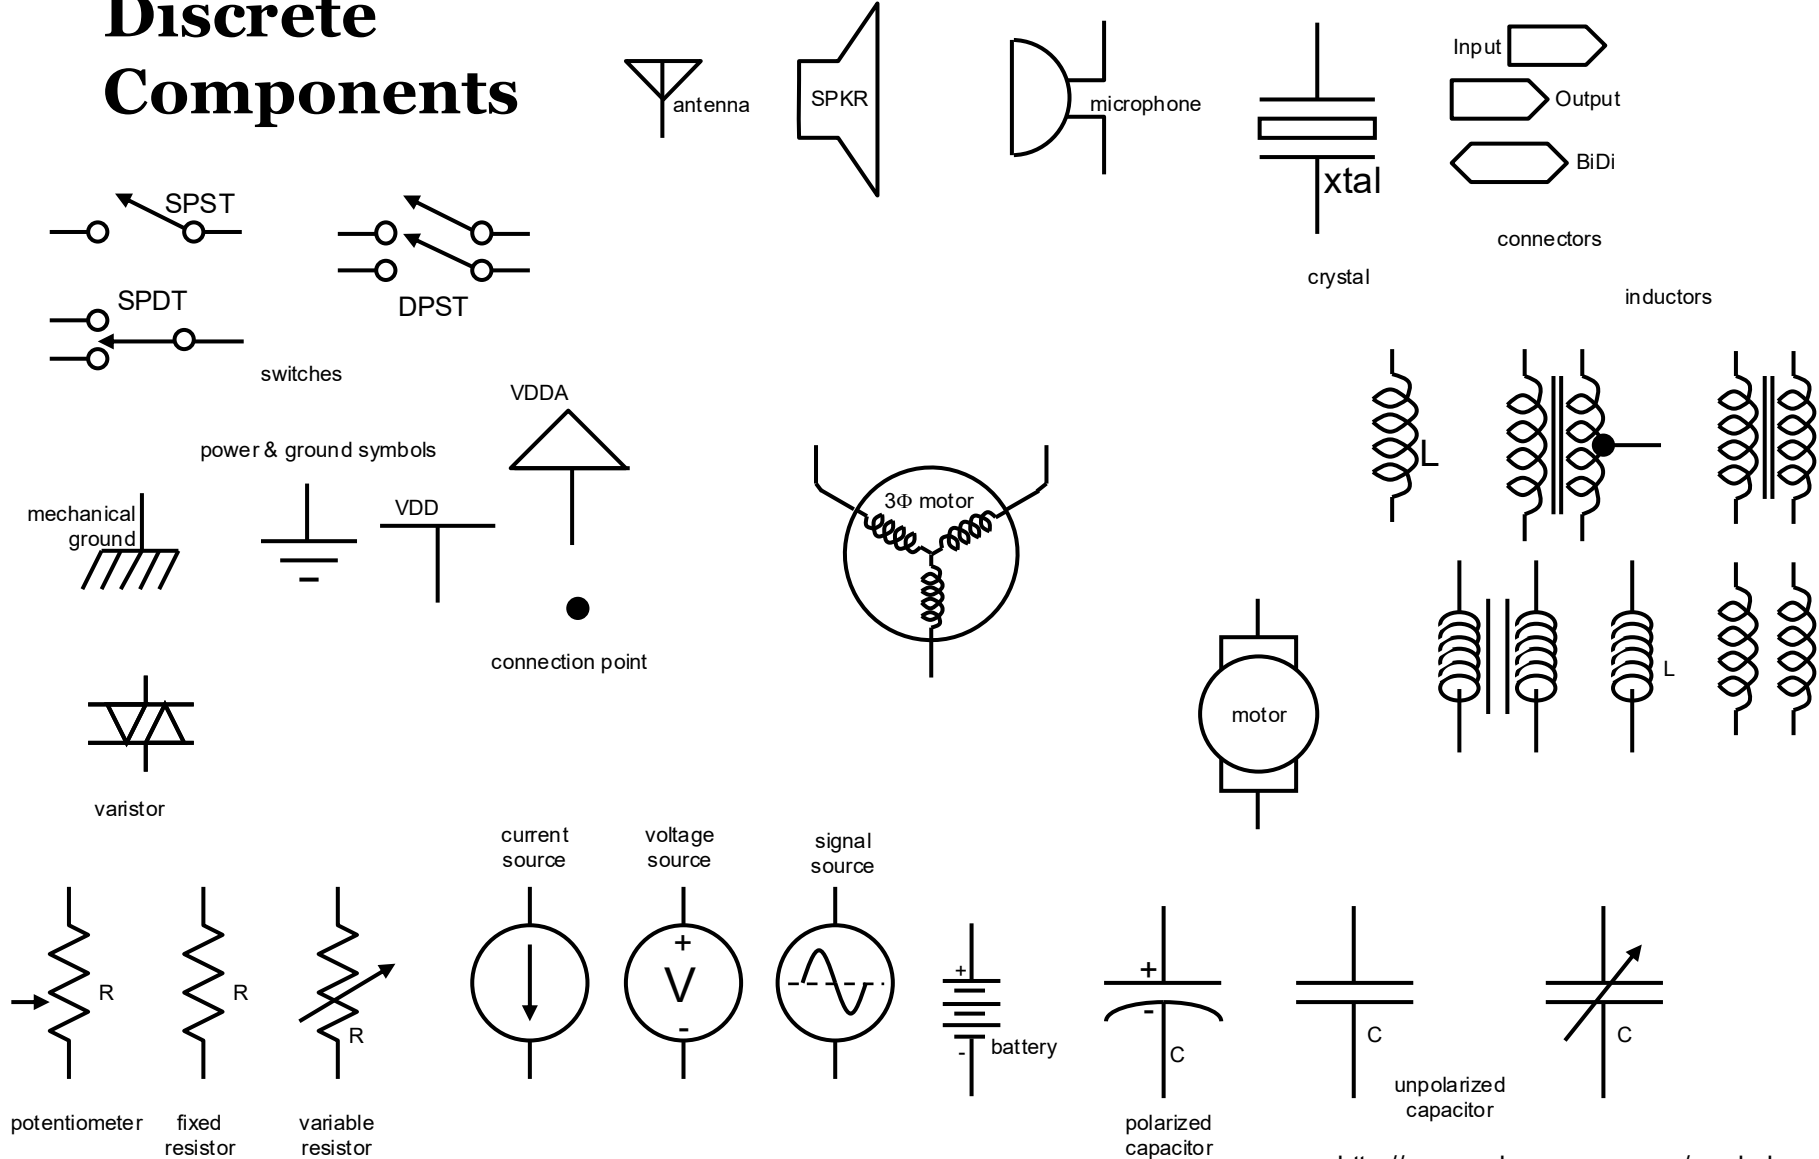 Discrete
Components
antenna
SPKR
microphone
xtal
crystal
Input
Output
BiDi
connectors
SPST
SPDT
DPST
switches
inductors
L
L
VDDA
power & ground symbols
VDD
mechanical
ground
connection point
3Φ motor
motor
varistor
current
source
voltage
source
signal
source
R
R
R
+
V
-
+
-
battery
+
-
C
C
C
potentiometer
fixed
resistor
variable
resistor
polarized
capacitor
unpolarized
capacitor